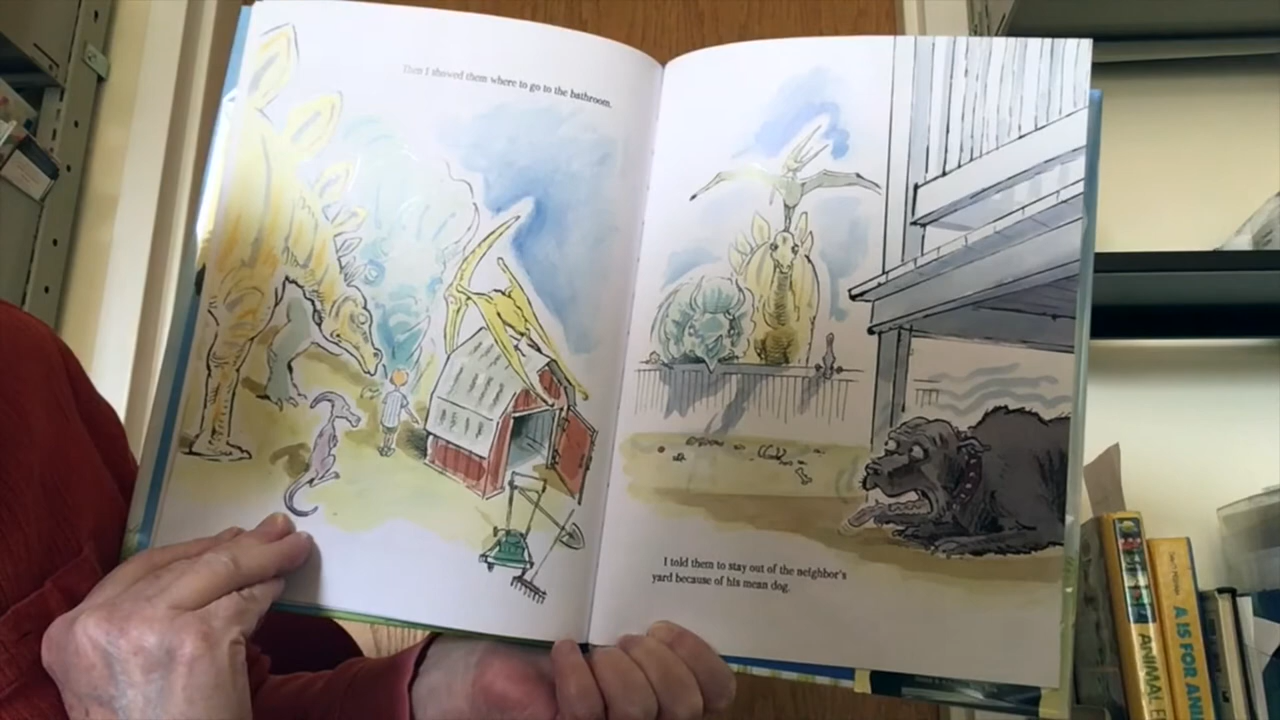 Then I showed them where to go to the bathroom.
I told them to stay out of the neighbor's
yard because of his mean dog.
ANIMAL
A IS FOR ANI